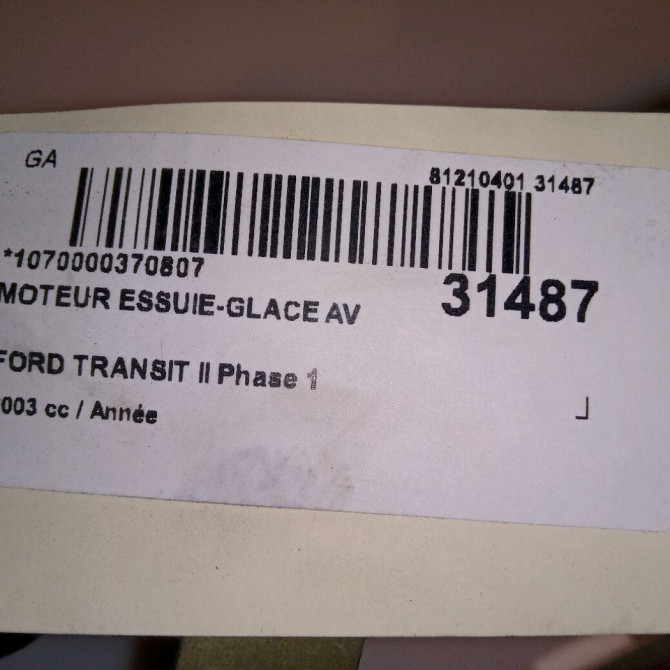 GA
81210401 31487
*1070000370807
31487
MOTEUR ESSUIE-GLACE AV
FORD TRANSIT II Phase 1
003 cc / Année